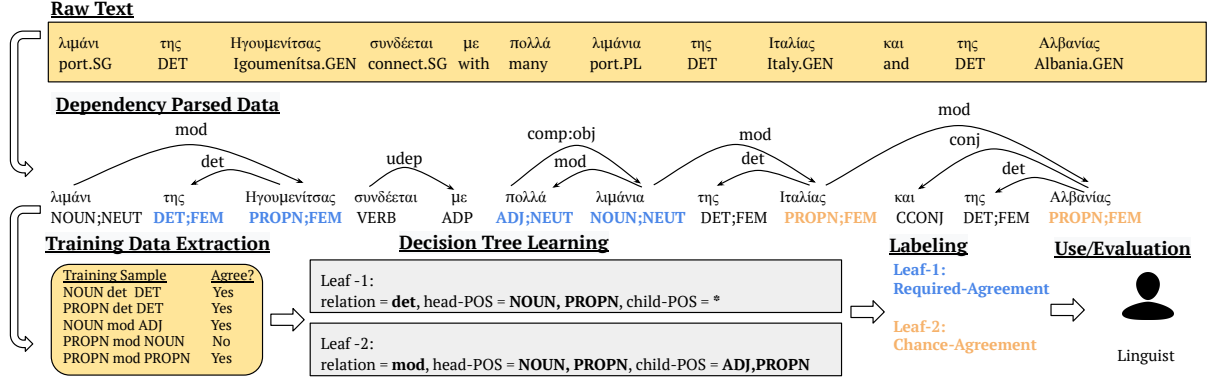 Raw Text
λιμάνι της Ηγουμενίτσας συνδέεται με πολλά λιμάνια της Ιταλίας και της Αλβανίας
port.SG DET Igoumenítsa.GEN connect.SG with many port.PL DET Italy.GEN and DET Albania.GEN
Dependency Parsed Data
mod
comp:obj
mod
mod
conj
det
udep
mod
det
det
λιμάνι της Ηγουμενίτσας συνδέεται με πολλά λιμάνια της Ιταλίας και της Αλβανίας
NOUN;NEUT DET;FEM PROPN;FEM VERB ADP ADJ;NEUT NOUN;NEUT DET;FEM PROPN;FEM CCONJ DET;FEM PROPN;FEM
Training Data Extraction
Training Sample Agree?
NOUN det DET Yes
PROPN det DET Yes
NOUN mod ADJ Yes
PROPN mod NOUN No
PROPN mod PROPN Yes
Decision Tree Learning
Leaf -1:
relation = det, head-POS = NOUN, PROPN, child-POS = *
Leaf -2:
relation = mod, head-POS = NOUN, PROPN, child-POS = ADJ,PROPN
Labeling
Leaf-1:
Required-Agreement
Leaf-2:
Chance-Agreement
Use/Evaluation
Linguist